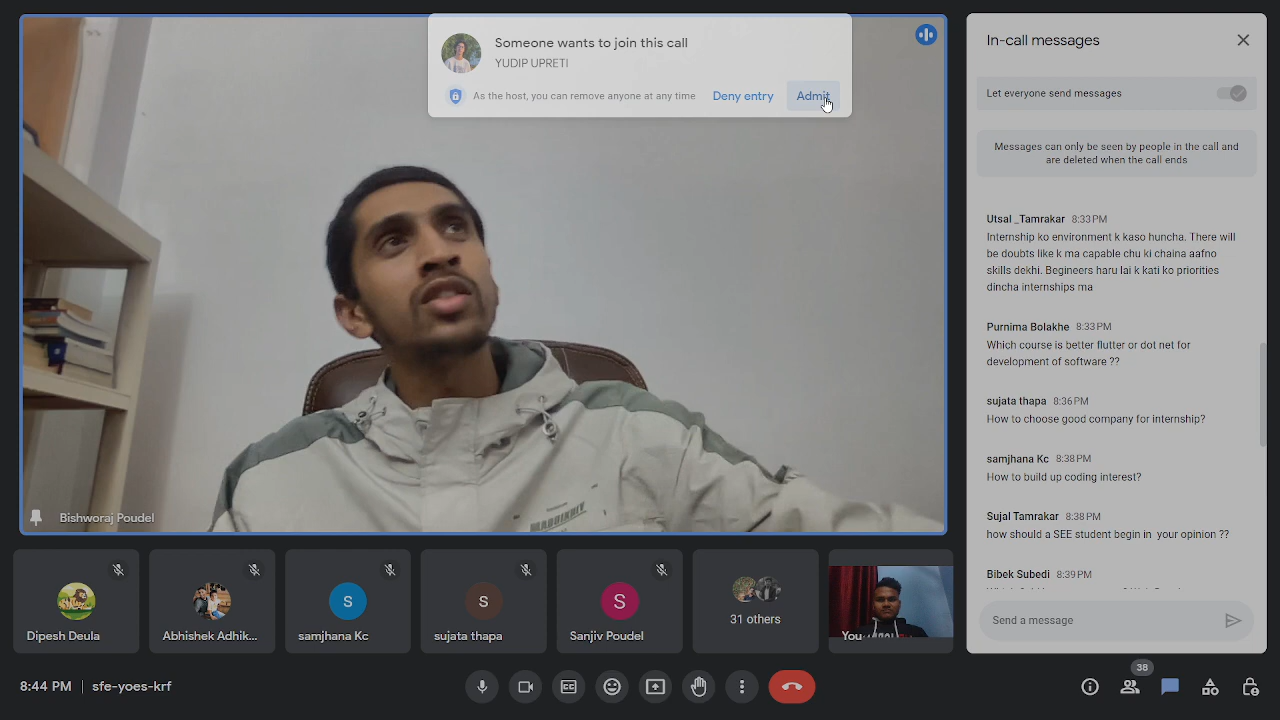 Someone wants to join this call
YUDIP UPRETI
As the host, you can remove anyone at any time
Deny entry
Admit
Bishworaj Poudel
Dipesh Deula
Abhishek Adhik...
S
samjhana Kc
S
sujata thapa
S
Sanjiv Poudel
31 others
You
8:44 PM
sfe-yoes-krf
38
In-call messages
Let everyone send messages
Messages can only be seen by people in the call and
are deleted when the call ends
Utsal _Tamrakar 8:33 PM
Internship ko environment k kaso huncha. There will
be doubts like k ma capable chu ki chaina aafno
skills dekhi. Begineers haru lai k kati ko priorities
dincha internships ma
Purnima Bolakhe 8:33 PM
Which course is better flutter or dot net for
development of software ??
sujata thapa 8:36 PM
How to choose good company for internship?
samjhana Kc 8:38 PM
How to build up coding interest?
Sujal Tamrakar 8:38 PM
how should a SEE student begin in your opinion ??
Bibek Subedi 8:39 PM
Send a message